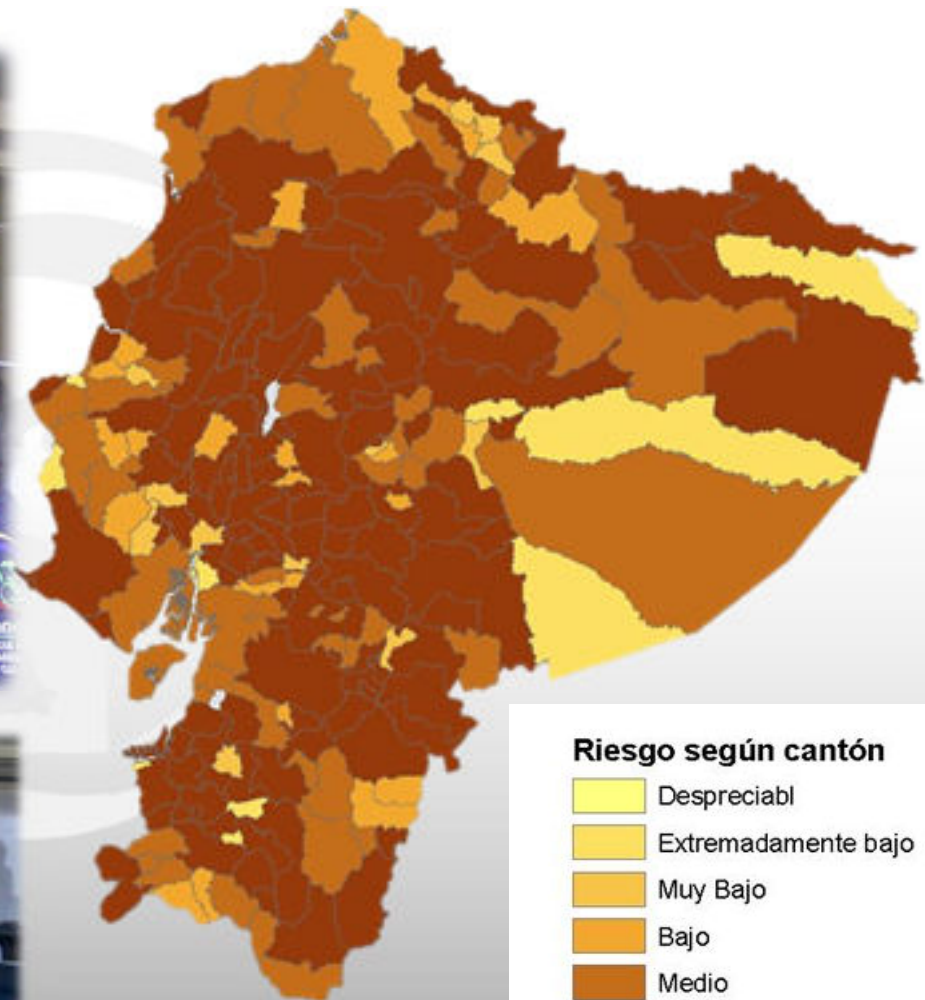 Riesgo según cantón
Despreciabl
Extremadamente bajo
Muy Bajo
Bajo
Medio